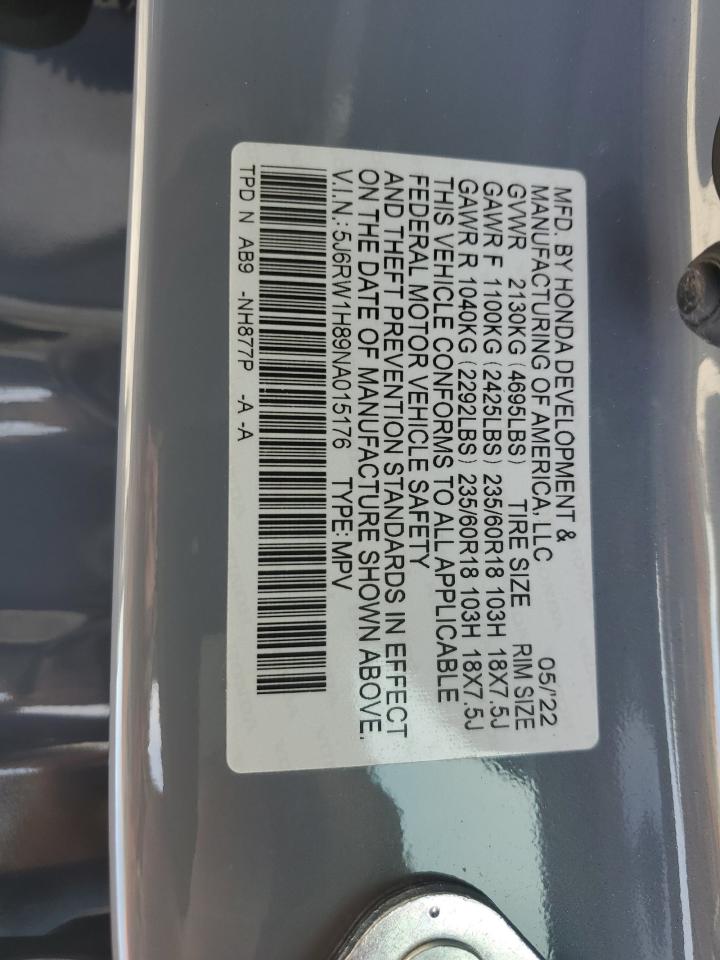 MFD. BY HONDA DEVELOPMENT &
MANUFACTURING OF AMERICA, LLC 05/'22
GVWR 2130KG (4695LBS) TIRE SIZE RIM SIZE
GAWR F 1100KG (2425LBS) 235/60R18 103H 18X7.5J
GAWR R 1040KG (2292LBS) 235/60R18 103H 18X7.5J
THIS VEHICLE CONFORMS TO ALL APPLICABLE
FEDERAL MOTOR VEHICLE SAFETY
AND THEFT PREVENTION STANDARDS IN EFFECT
ON THE DATE OF MANUFACTURE SHOWN ABOVE.
V.I.N.: 5J6RW1H89NA015176 TYPE: MPV
TPD N AB9 -NH877P -A -A